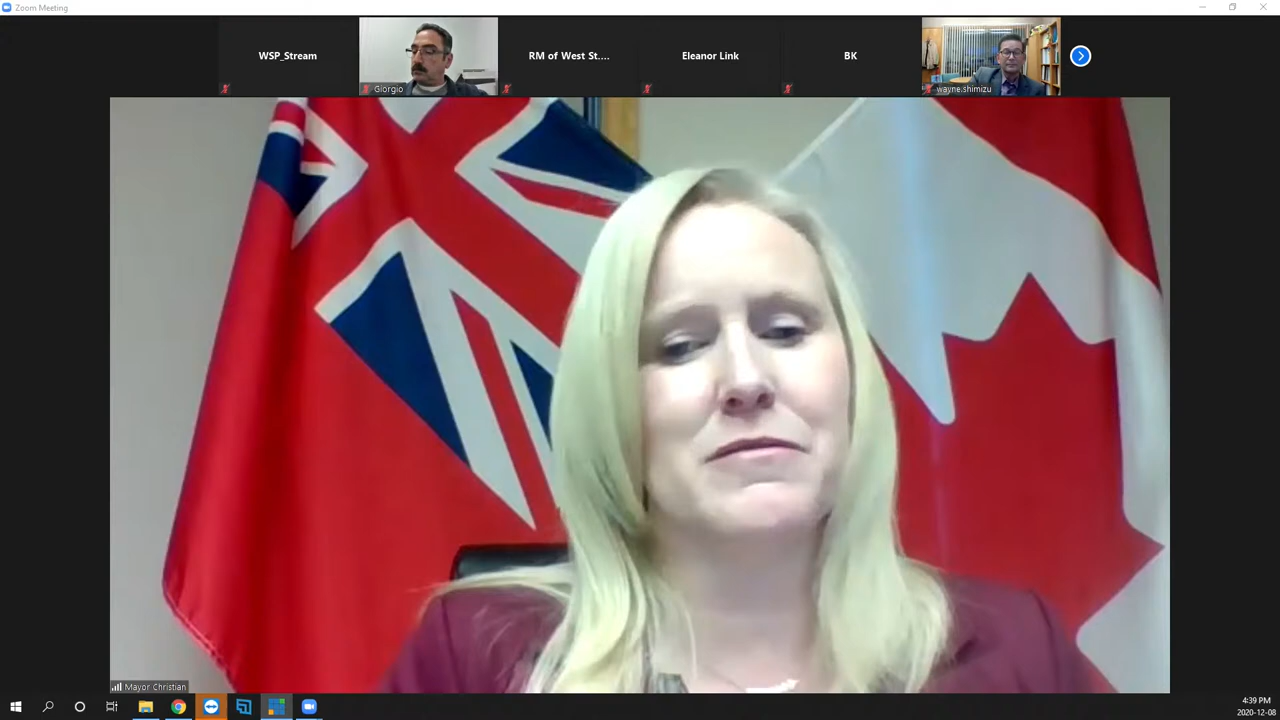 Zoom Meeting
WSP_Stream
Giorgio
RM of West St....
Eleanor Link
BK
wayne.shimizu
Mayor Christian
4:39 PM
2020-12-08